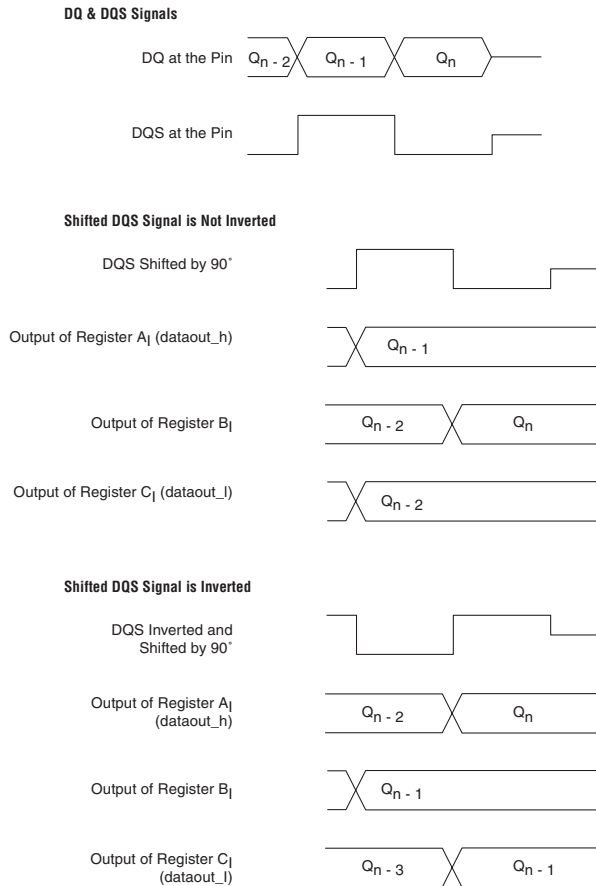 DQ & DQS Signals
DQ at the Pin Qn - 2 Qn - 1 Qn
DQS at the Pin
Shifted DQS Signal is Not Inverted
DQS Shifted by 90˚
Output of Register AI (dataout_h) Qn - 1
Output of Register BI Qn - 2 Qn
Output of Register CI (dataout_l) Qn - 2
Shifted DQS Signal is Inverted
DQS Inverted and
Shifted by 90˚
Output of Register AI
(dataout_h) Qn - 2 Qn
Output of Register BI Qn - 1
Output of Register CI
(dataout_l) Qn - 3 Qn - 1